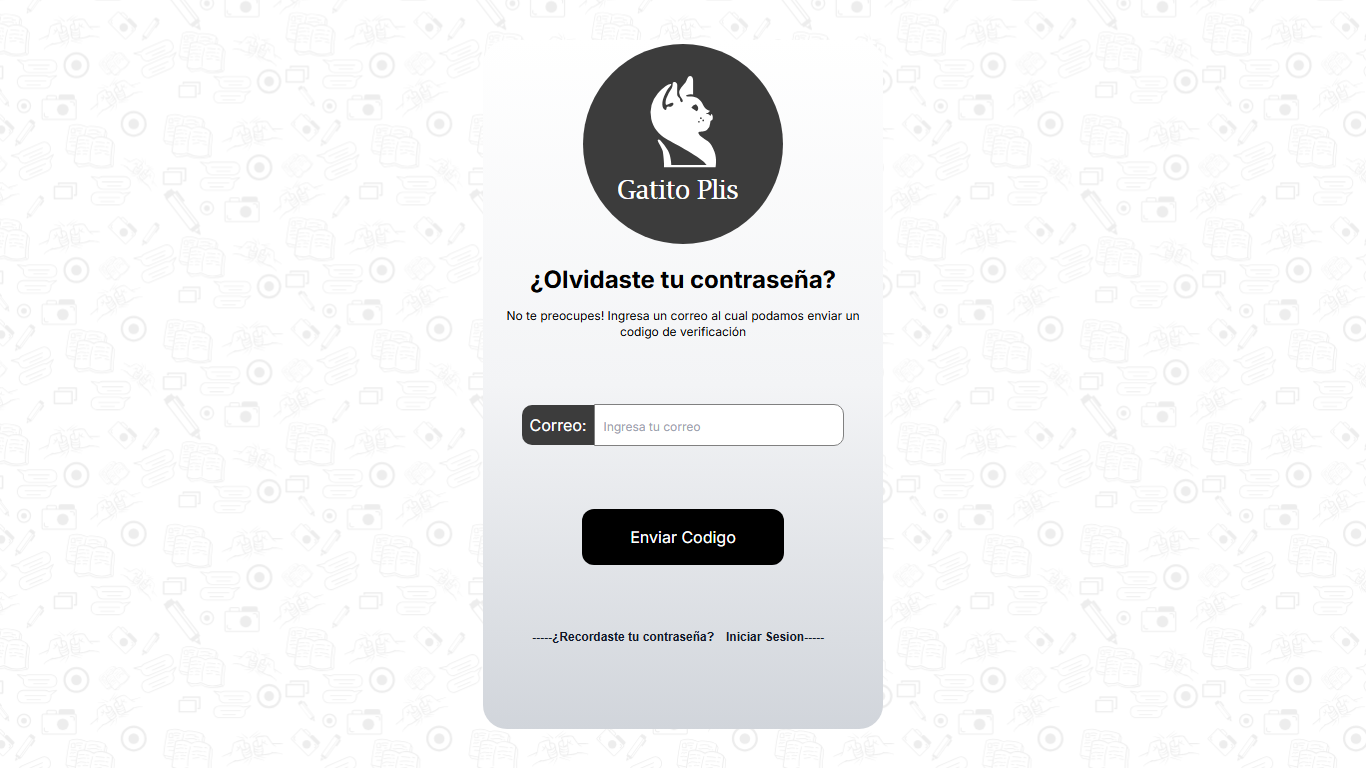 Gatito Plis
¿Olvidaste tu contraseña?
No te preocupes! Ingresa un correo al cual podamos enviar un
codigo de verificación
Correo: Ingresa tu correo
Enviar Codigo
-----¿Recordaste tu contraseña? Iniciar Sesion-----